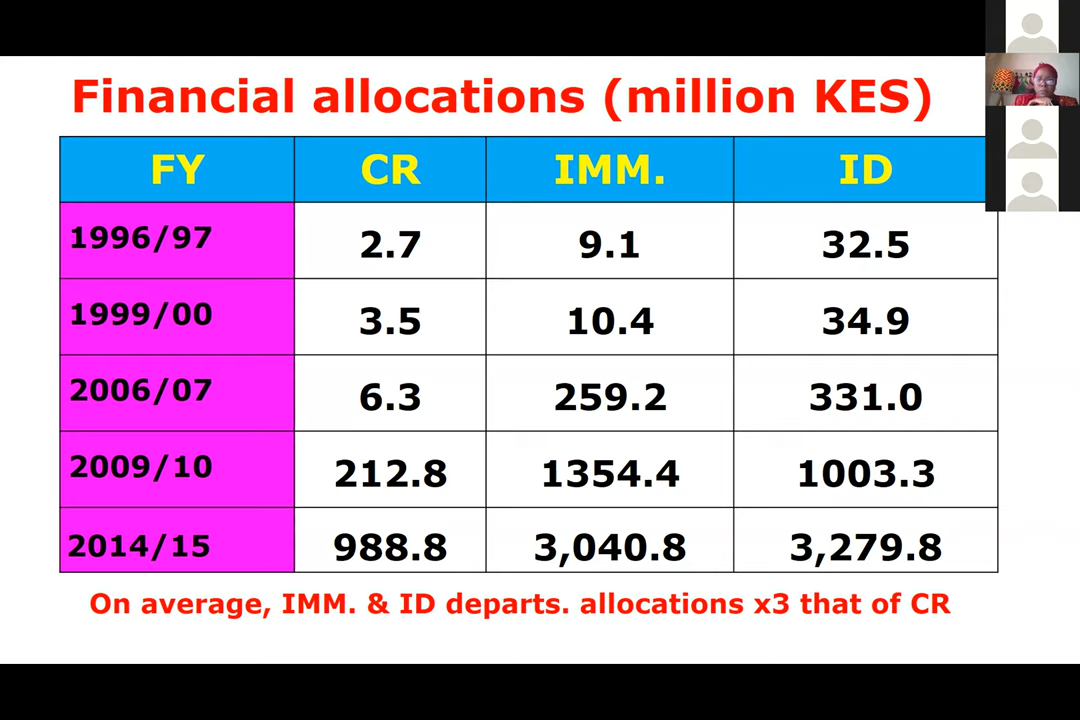 Financial allocations (million KES)
FY CR IMM. ID
1996/97 2.7 9.1 32.5
1999/00 3.5 10.4 34.9
2006/07 6.3 259.2 331.0
2009/10 212.8 1354.4 1003.3
2014/15 988.8 3,040.8 3,279.8
On average, IMM. & ID departs. allocations x3 that of CR